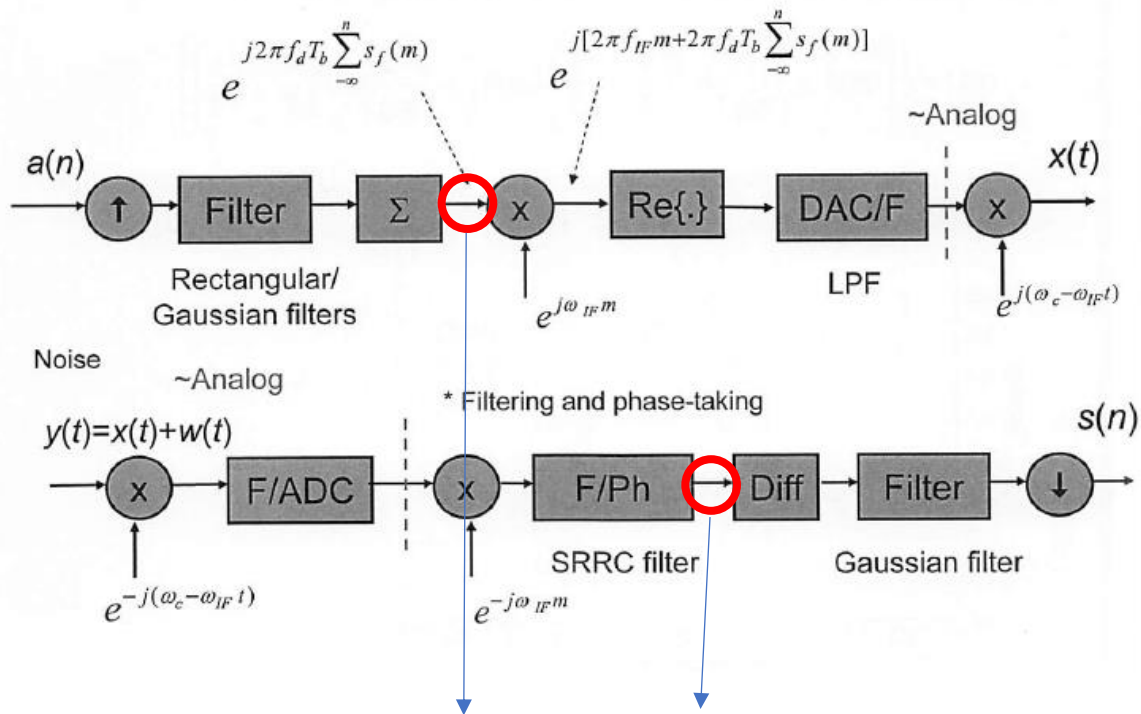 e^{j2πf_dT_b \sum_{-∞}^{n} s_f(m)}
e^{j[2πf_{IF}m+2πf_dT_b \sum_{-∞}^{n} s_f(m)]}
~Analog
a(n)
x(t)
↑
Filter
Σ
x
Re{.}
DAC/F
x
Rectangular/
Gaussian filters
LPF
e^{jω_{IF}m}
e^{j(ω_c-ω_{IF}t)}
Noise
~Analog
* Filtering and phase-taking
y(t)=x(t)+w(t)
s(n)
x
F/ADC
x
F/Ph
Diff
Filter
↓
SRRC filter
Gaussian filter
e^{-j(ω_c-ω_{IF}t)}
e^{-jω_{IF}m}